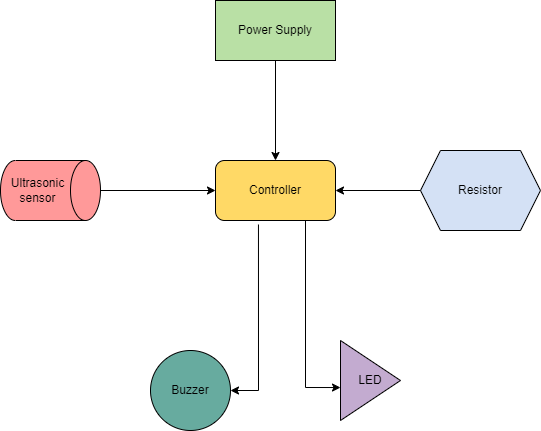 Power Supply
Ultrasonic
sensor
Controller
Resistor
Buzzer
LED